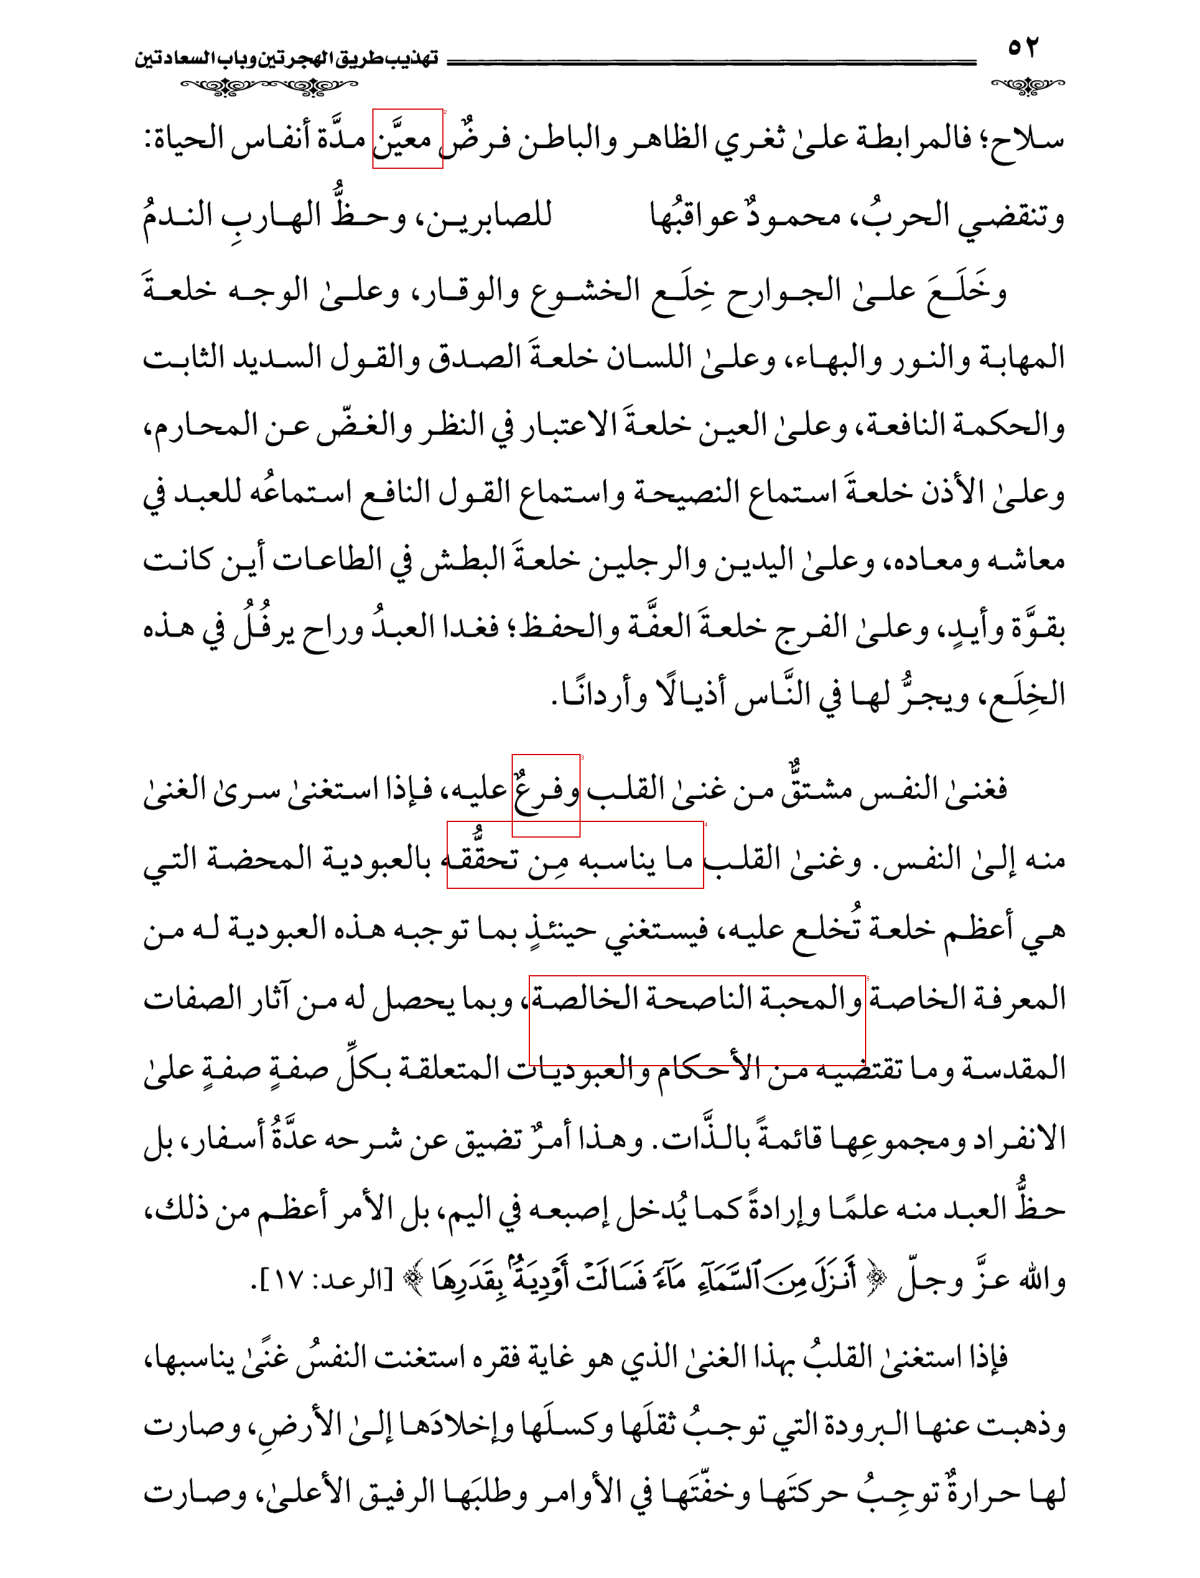 ٥٢
تهذيب طريق الهجرتين وباب السعادتين
سلاح؛ فالمرابطة علىٰ ثغري الظاهر والباطن فرضٌ معيَّن مدَّة أنفاس الحياة:
وتنقضي الحربُ، محمودٌ عواقبُها للصابرين، وحظُّ الهاربِ الندمُ
وخَلَعَ علىٰ الجوارح خِلَع الخشوع والوقار، وعلىٰ الوجه خلعةَ
المهابة والنور والبهاء، وعلىٰ اللسان خلعةَ الصدق والقول السديد الثابت
والحكمة النافعة، وعلىٰ العين خلعةَ الاعتبار في النظر والغضّ عن المحارم،
وعلىٰ الأذن خلعةَ استماع النصيحة واستماع القول النافع استماعُه للعبد في
معاشه ومعاده، وعلىٰ اليدين والرجلين خلعةَ البطش في الطاعات أين كانت
بقوَّة وأيدٍ، وعلىٰ الفرج خلعةَ العفَّة والحفظ؛ فغدا العبدُ وراح يرفُلُ في هذه
الخِلَع، ويجرُّ لها في النَّاس أذيالًا وأردانًا.
فغنىٰ النفس مشتقٌّ من غنىٰ القلب وفرعٌ عليه، فإذا استغنىٰ سرىٰ الغنىٰ
منه إلىٰ النفس. وغنىٰ القلب ما يناسبه مِن تحقُّقه بالعبودية المحضة التي
هي أعظم خلعة تُخلع عليه، فيستغني حينئذٍ بما توجبه هذه العبودية له من
المعرفة الخاصة والمحبة الناصحة الخالصة، وبما يحصل له من آثار الصفات
المقدسة وما تقتضيه من الأحكام والعبوديات المتعلقة بكلِّ صفةٍ صفةٍ علىٰ
الانفراد ومجموعِها قائمةً بالذَّات. وهذا أمرٌ تضيق عن شرحه عدَّةُ أسفار، بل
حظُّ العبد منه علمًا وإرادةً كما يُدخل إصبعه في اليم، بل الأمر أعظم من ذلك،
والله عزَّ وجلّ ﴿ أَنزَلَ مِنَ ٱلسَّمَآءِ مَآءٗ فَسَالَتۡ أَوۡدِيَةُۢ بِقَدَرِهَا ﴾ [الرعد: ١٧].
فإذا استغنىٰ القلبُ بهذا الغنىٰ الذي هو غاية فقره استغنت النفسُ غنًىٰ يناسبها،
وذهبت عنها البرودة التي توجبُ ثقلَها وكسلَها وإخلادَها إلىٰ الأرضِ، وصارت
لها حرارةٌ توجِبُ حركتَها وخفّتَها في الأوامر وطلبَها الرفيق الأعلىٰ، وصارت